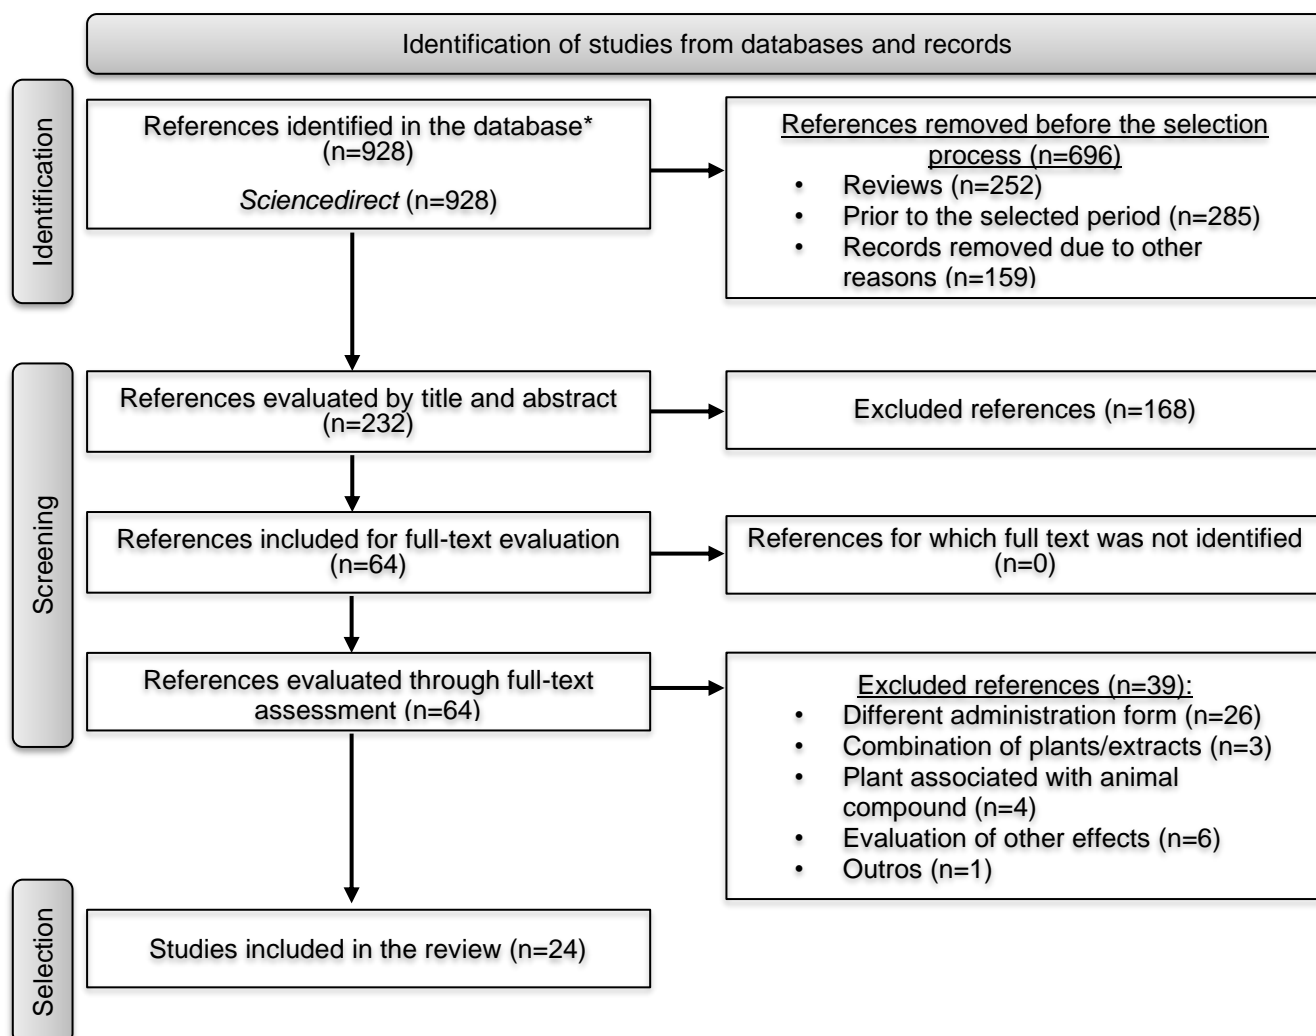 Identification of studies from databases and records
Identification
References identified in the database*
(n=928)
Sciencedirect (n=928)
References removed before the selection
process (n=696)
• Reviews (n=252)
• Prior to the selected period (n=285)
• Records removed due to other
reasons (n=159)
Screening
References evaluated by title and abstract
(n=232)
Excluded references (n=168)
References included for full-text evaluation
(n=64)
References for which full text was not identified
(n=0)
References evaluated through full-text
assessment (n=64)
Excluded references (n=39):
• Different administration form (n=26)
• Combination of plants/extracts (n=3)
• Plant associated with animal
compound (n=4)
• Evaluation of other effects (n=6)
• Outros (n=1)
Selection
Studies included in the review (n=24)